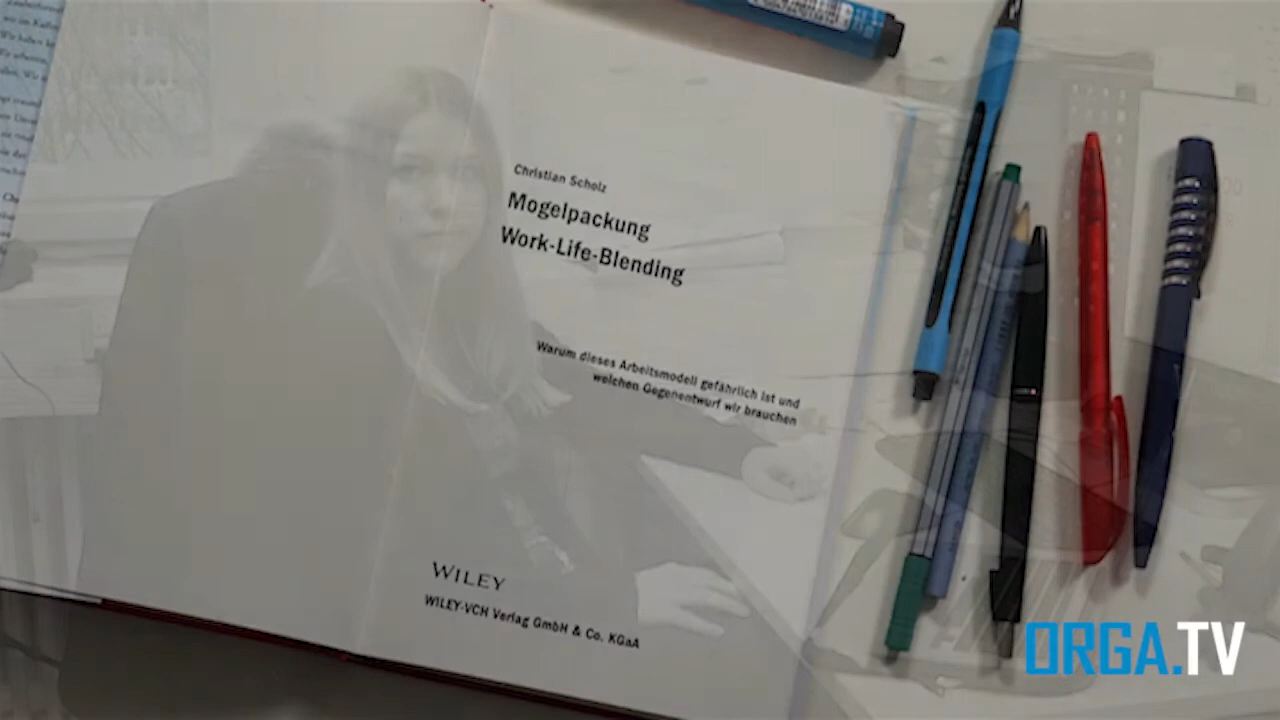 Christian Scholz
Mogelpackung
Work-Life-Blending
Warum dieses Arbeitsmodell gefährlich ist und
welchen Gegenentwurf wir brauchen
WILEY
WILEY-VCH Verlag GmbH & Co. KGaA
ORGA.TV